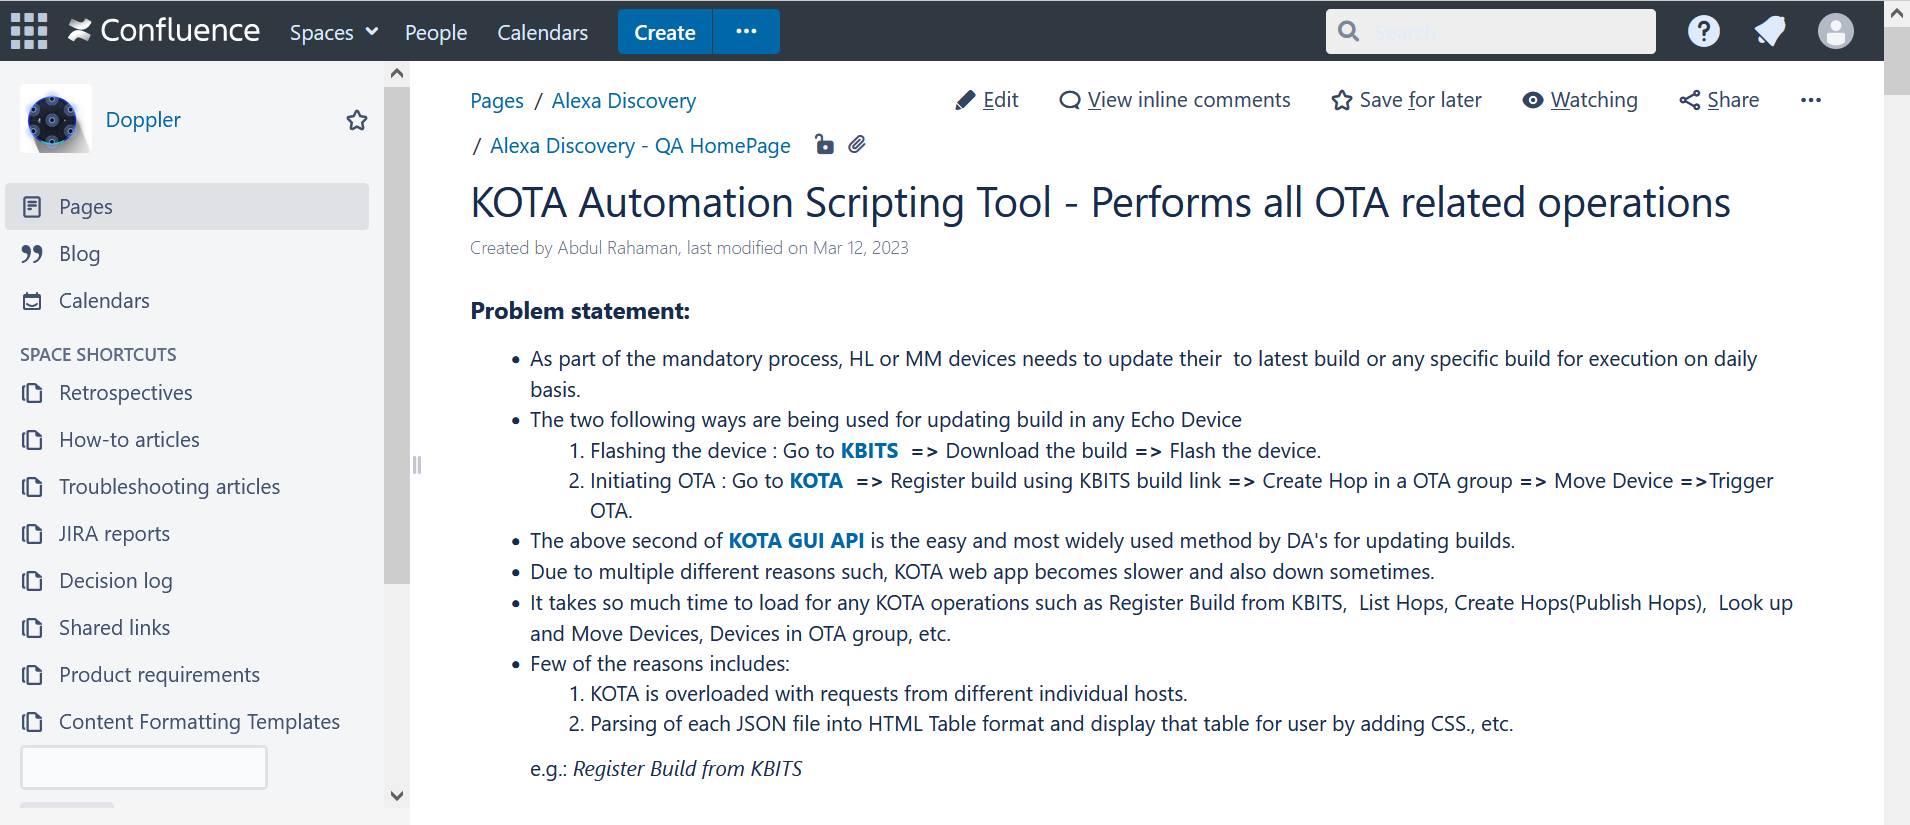 Confluence Spaces People Calendars Create ··· Search
Doppler
Pages
Blog
Calendars
SPACE SHORTCUTS
Retrospectives
How-to articles
Troubleshooting articles
JIRA reports
Decision log
Shared links
Product requirements
Content Formatting Templates
Pages / Alexa Discovery
/ Alexa Discovery - QA HomePage
Edit View inline comments Save for later Watching Share ···
KOTA Automation Scripting Tool - Performs all OTA related operations
Created by Abdul Rahaman, last modified on Mar 12, 2023
Problem statement:
• As part of the mandatory process, HL or MM devices needs to update their  to latest build or any specific build for execution on daily
basis.
• The two following ways are being used for updating build in any Echo Device
1. Flashing the device : Go to KBITS  => Download the build => Flash the device.
2. Initiating OTA : Go to KOTA  => Register build using KBITS build link => Create Hop in a OTA group => Move Device =>Trigger
OTA.
• The above second of KOTA GUI API is the easy and most widely used method by DA's for updating builds.
• Due to multiple different reasons such, KOTA web app becomes slower and also down sometimes.
• It takes so much time to load for any KOTA operations such as Register Build from KBITS,  List Hops, Create Hops(Publish Hops),  Look up
and Move Devices, Devices in OTA group, etc.
• Few of the reasons includes:
1. KOTA is overloaded with requests from different individual hosts.
2. Parsing of each JSON file into HTML Table format and display that table for user by adding CSS., etc.
e.g.: Register Build from KBITS